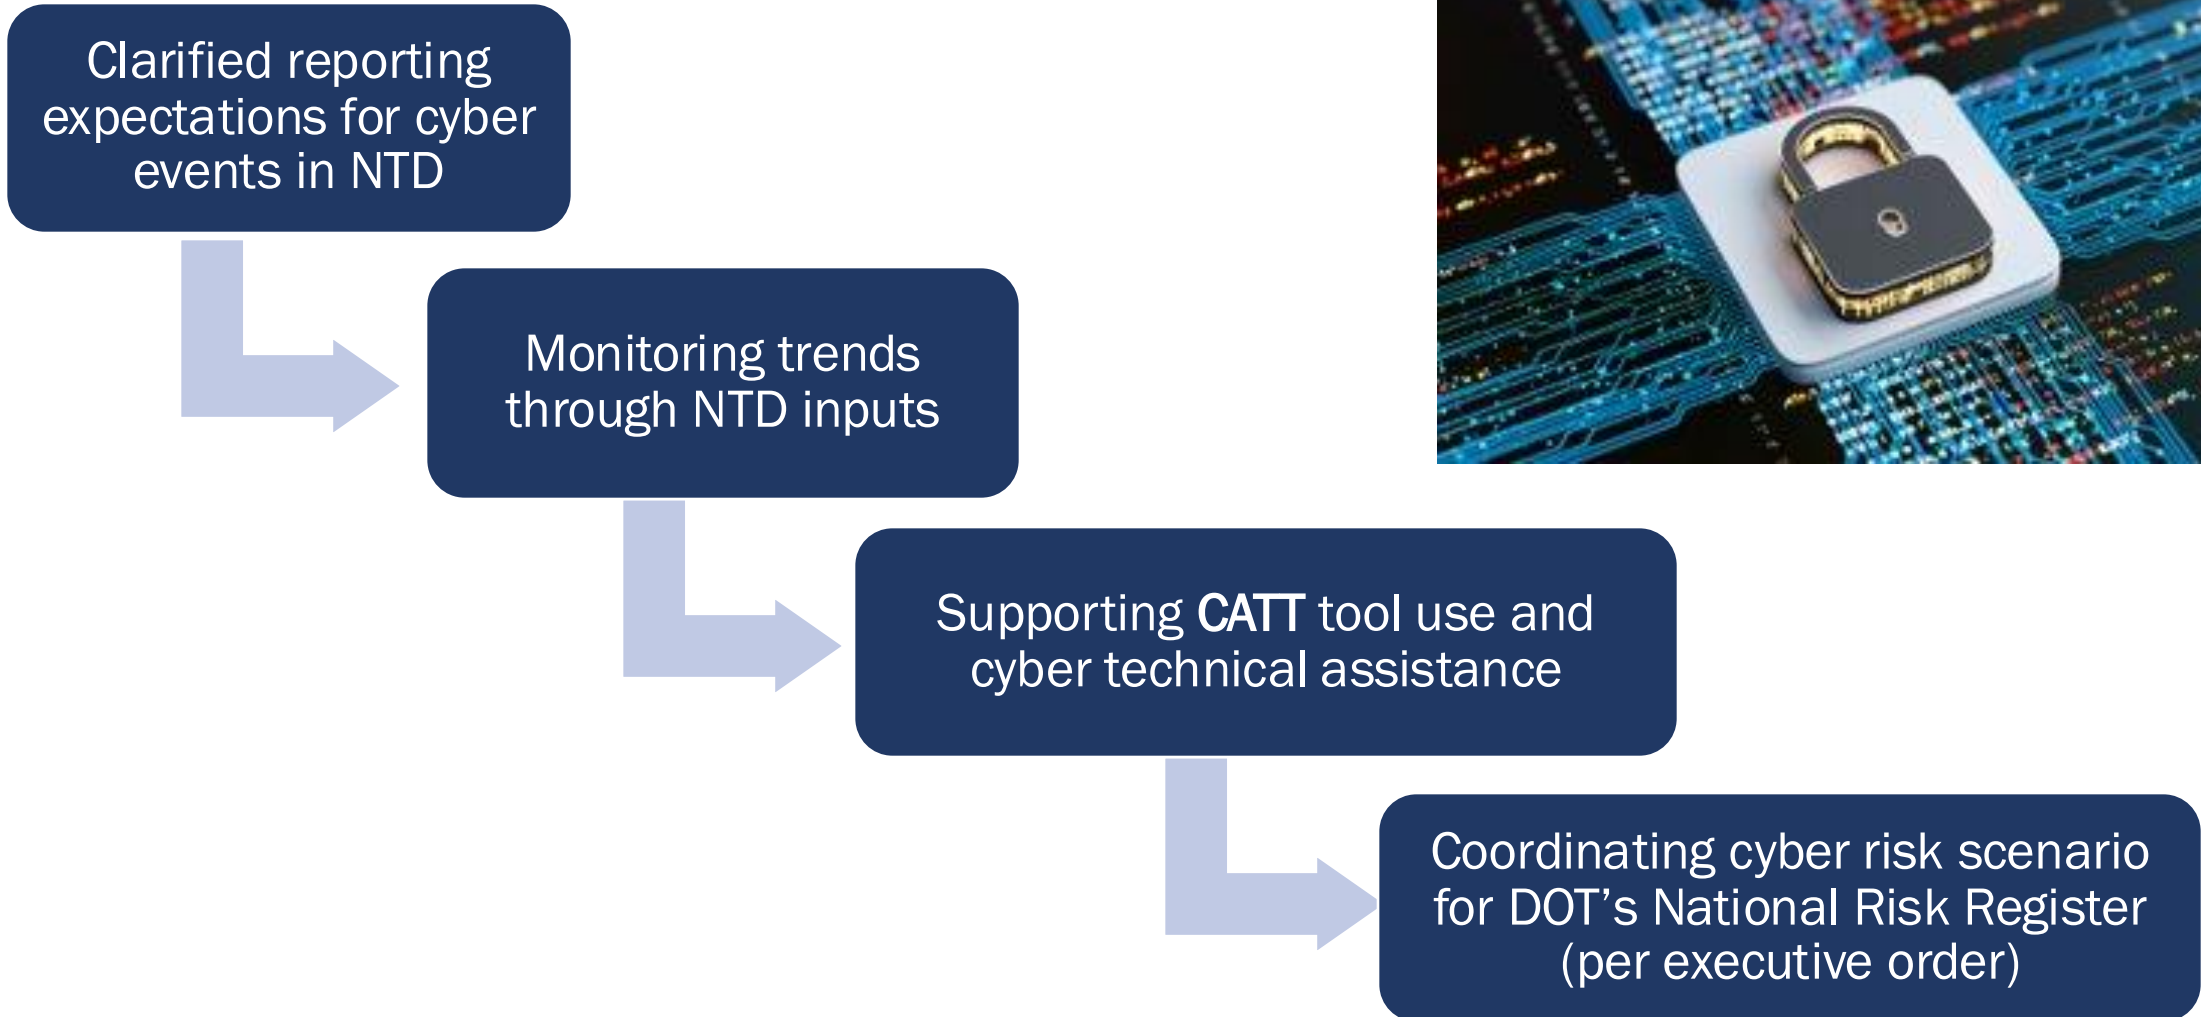 Clarified reporting
expectations for cyber
events in NTD
Monitoring trends
through NTD inputs
Supporting CATT tool use and
cyber technical assistance
Coordinating cyber risk scenario
for DOT’s National Risk Register
(per executive order)